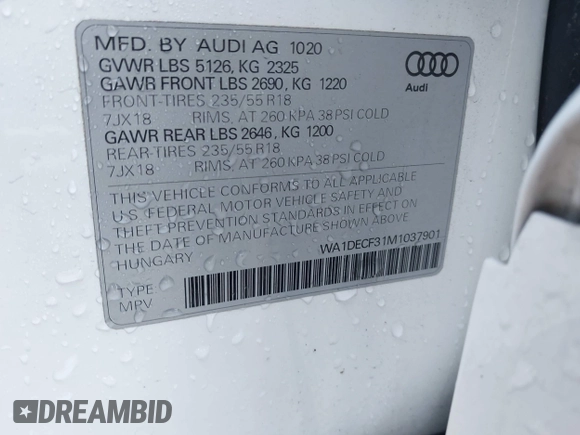 MFD. BY AUDI AG 1020
GVWR LBS 5126, KG 2325
GAWR FRONT LBS 2690, KG 1220
FRONT-TIRES 235/55 R18
7JX18 RIMS, AT 260 KPA 38 PSI COLD
GAWR REAR LBS 2646, KG 1200
REAR-TIRES 235/55 R18
7JX18 RIMS, AT 260 KPA 38 PSI COLD
Audi
THIS VEHICLE CONFORMS TO ALL APPLICABLE
U.S. FEDERAL MOTOR VEHICLE SAFETY AND
THEFT PREVENTION STANDARDS IN EFFECT ON THE
DATE OF MANUFACTURE SHOWN ABOVE
HUNGARY
WA1DECF31M1037901
TYPE
MPV
DREAMBID